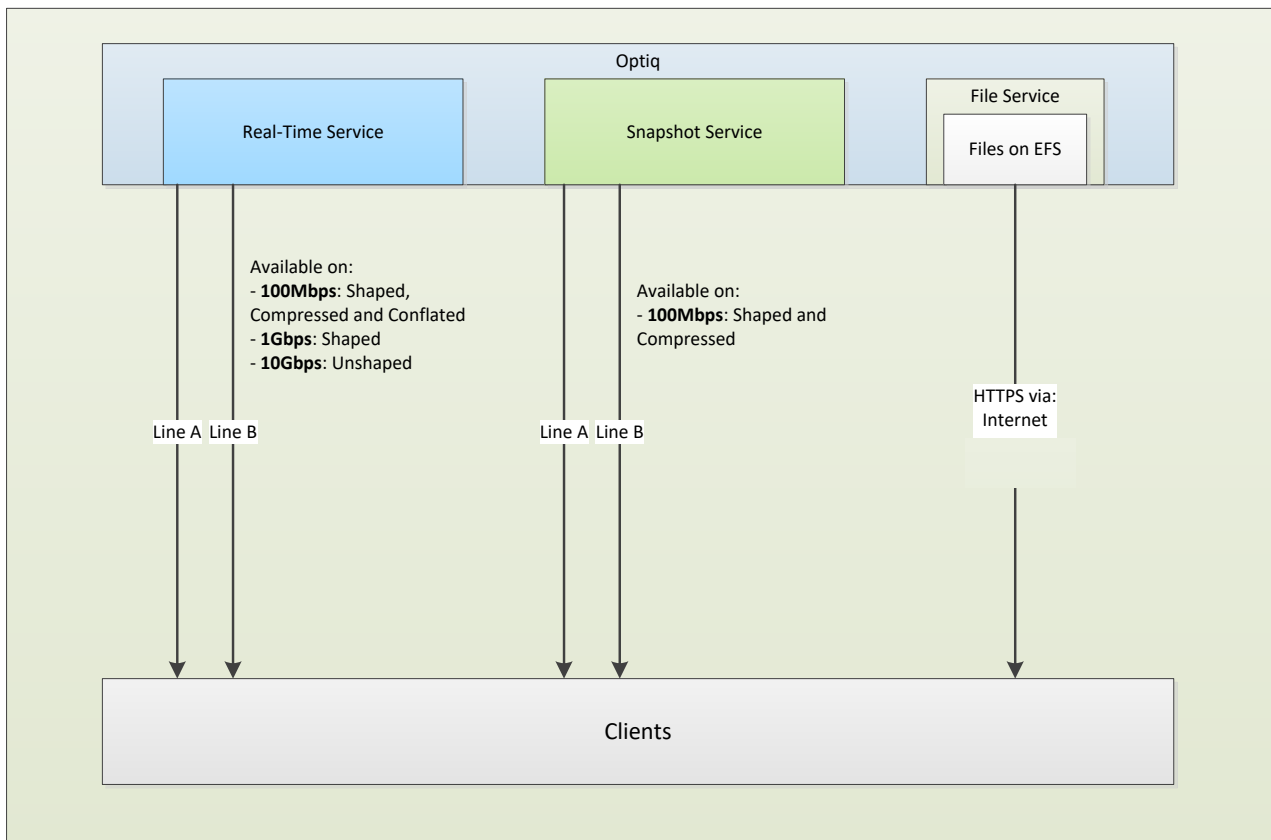 Optiq
Real-Time Service
Snapshot Service
File Service
Files on EFS
Available on:
- 100Mbps: Shaped,
Compressed and Conflated
- 1Gbps: Shaped
- 10Gbps: Unshaped
Available on:
- 100Mbps: Shaped and
Compressed
HTTPS via:
Internet
Line A
Line B
Line A
Line B
Clients